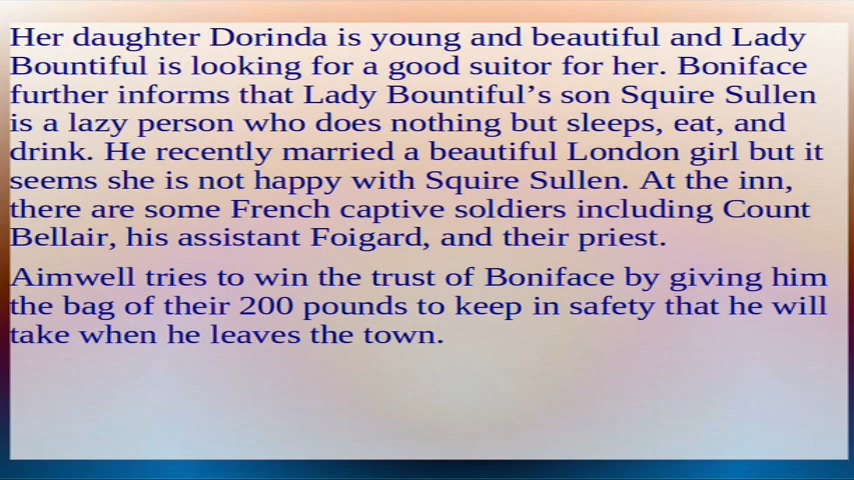 Her daughter Dorinda is young and beautiful and Lady
Bountiful is looking for a good suitor for her. Boniface
further informs that Lady Bountiful’s son Squire Sullen
is a lazy person who does nothing but sleeps, eat, and
drink. He recently married a beautiful London girl but it
seems she is not happy with Squire Sullen. At the inn,
there are some French captive soldiers including Count
Bellair, his assistant Foigard, and their priest.
Aimwell tries to win the trust of Boniface by giving him
the bag of their 200 pounds to keep in safety that he will
take when he leaves the town.